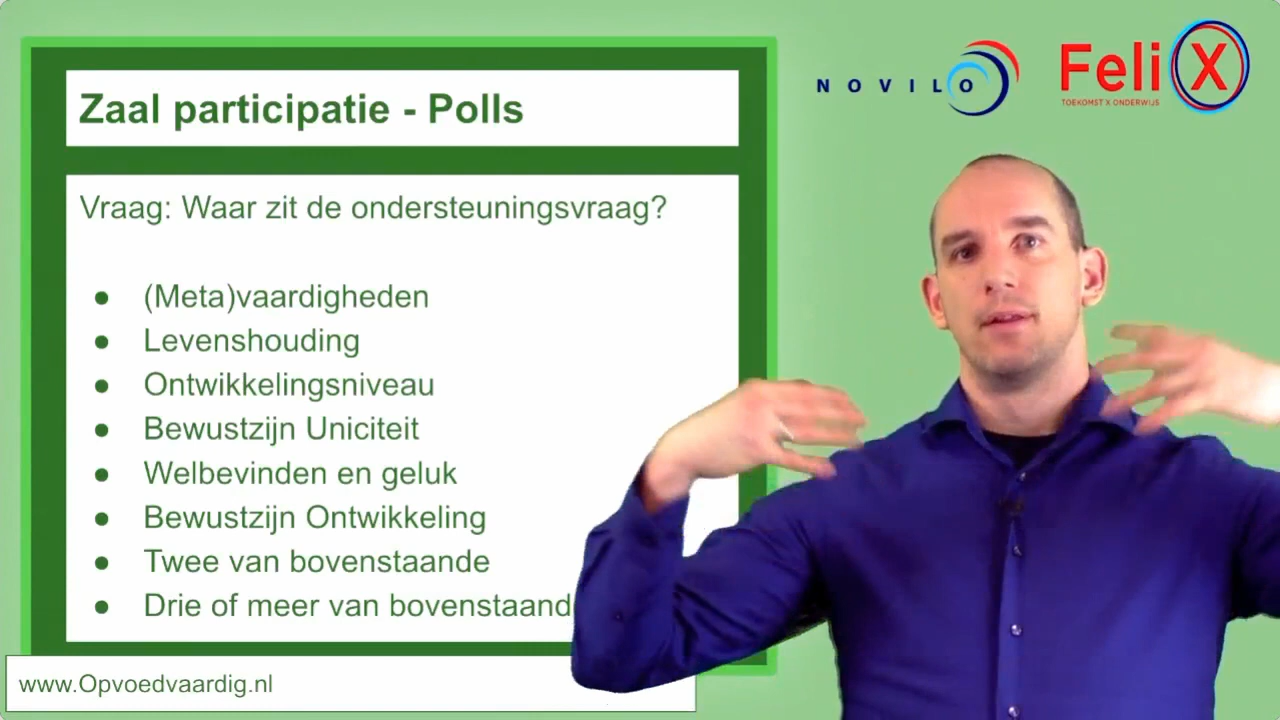 NOVILO
FeliX
TOEKOMST X ONDERWIJS
Zaal participatie - Polls
Vraag: Waar zit de ondersteuningsvraag?
● (Meta)vaardigheden
● Levenshouding
● Ontwikkelingsniveau
● Bewustzijn Uniciteit
● Welbevinden en geluk
● Bewustzijn Ontwikkeling
● Twee van bovenstaande
● Drie of meer van bovenstaand
www.Opvoedvaardig.nl